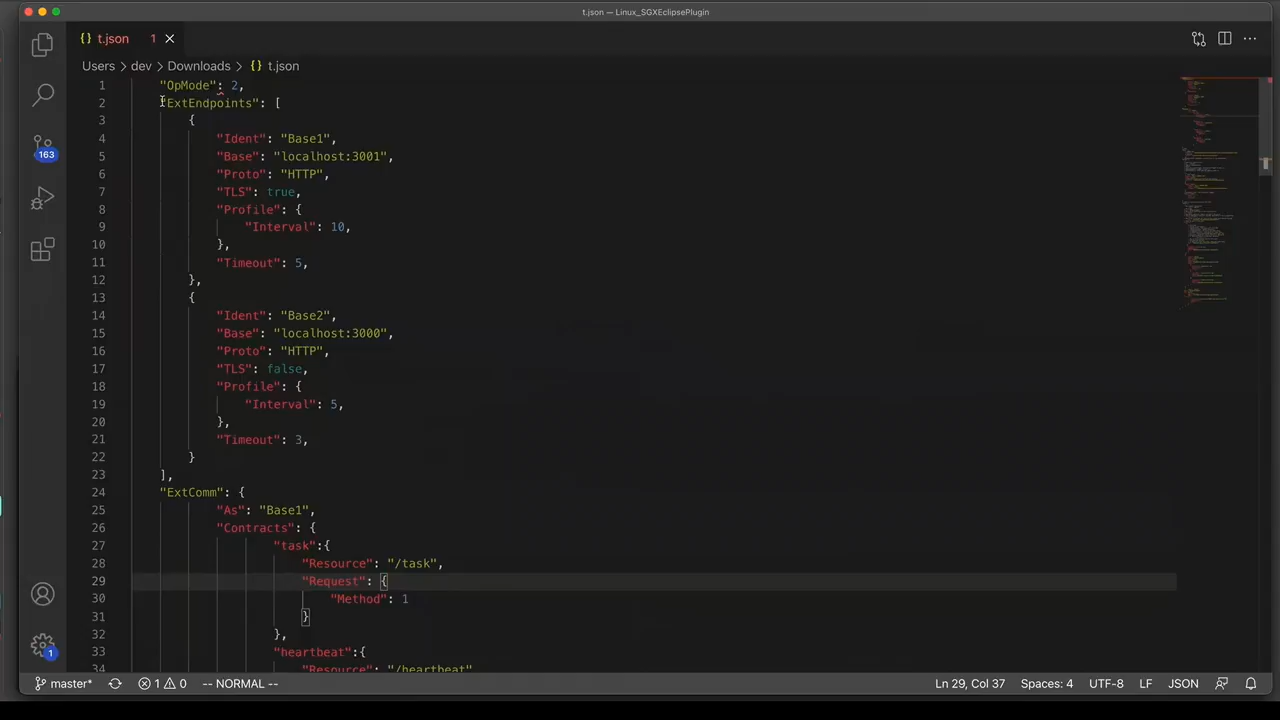 t.json — Linux_SGXEclipsePlugin
{} t.json 1
Users > dev > Downloads > {} t.json
1 "OpMode": 2,
2 "ExtEndpoints": [
3 {
4 "Ident": "Base1",
5 "Base": "localhost:3001",
6 "Proto": "HTTP",
7 "TLS": true,
8 "Profile": {
9 "Interval": 10,
10 },
11 "Timeout": 5,
12 },
13 {
14 "Ident": "Base2",
15 "Base": "localhost:3000",
16 "Proto": "HTTP",
17 "TLS": false,
18 "Profile": {
19 "Interval": 5,
20 },
21 "Timeout": 3,
22 }
23 ],
24 "ExtComm": {
25 "As": "Base1",
26 "Contracts": {
27 "task":{
28 "Resource": "/task",
29 "Request": {
30 "Method": 1
31 }
32 },
33 "heartbeat":{
34 "Resource": "/heartbeat"
163
1
master* 1 0 -- NORMAL -- Ln 29, Col 37 Spaces: 4 UTF-8 LF JSON